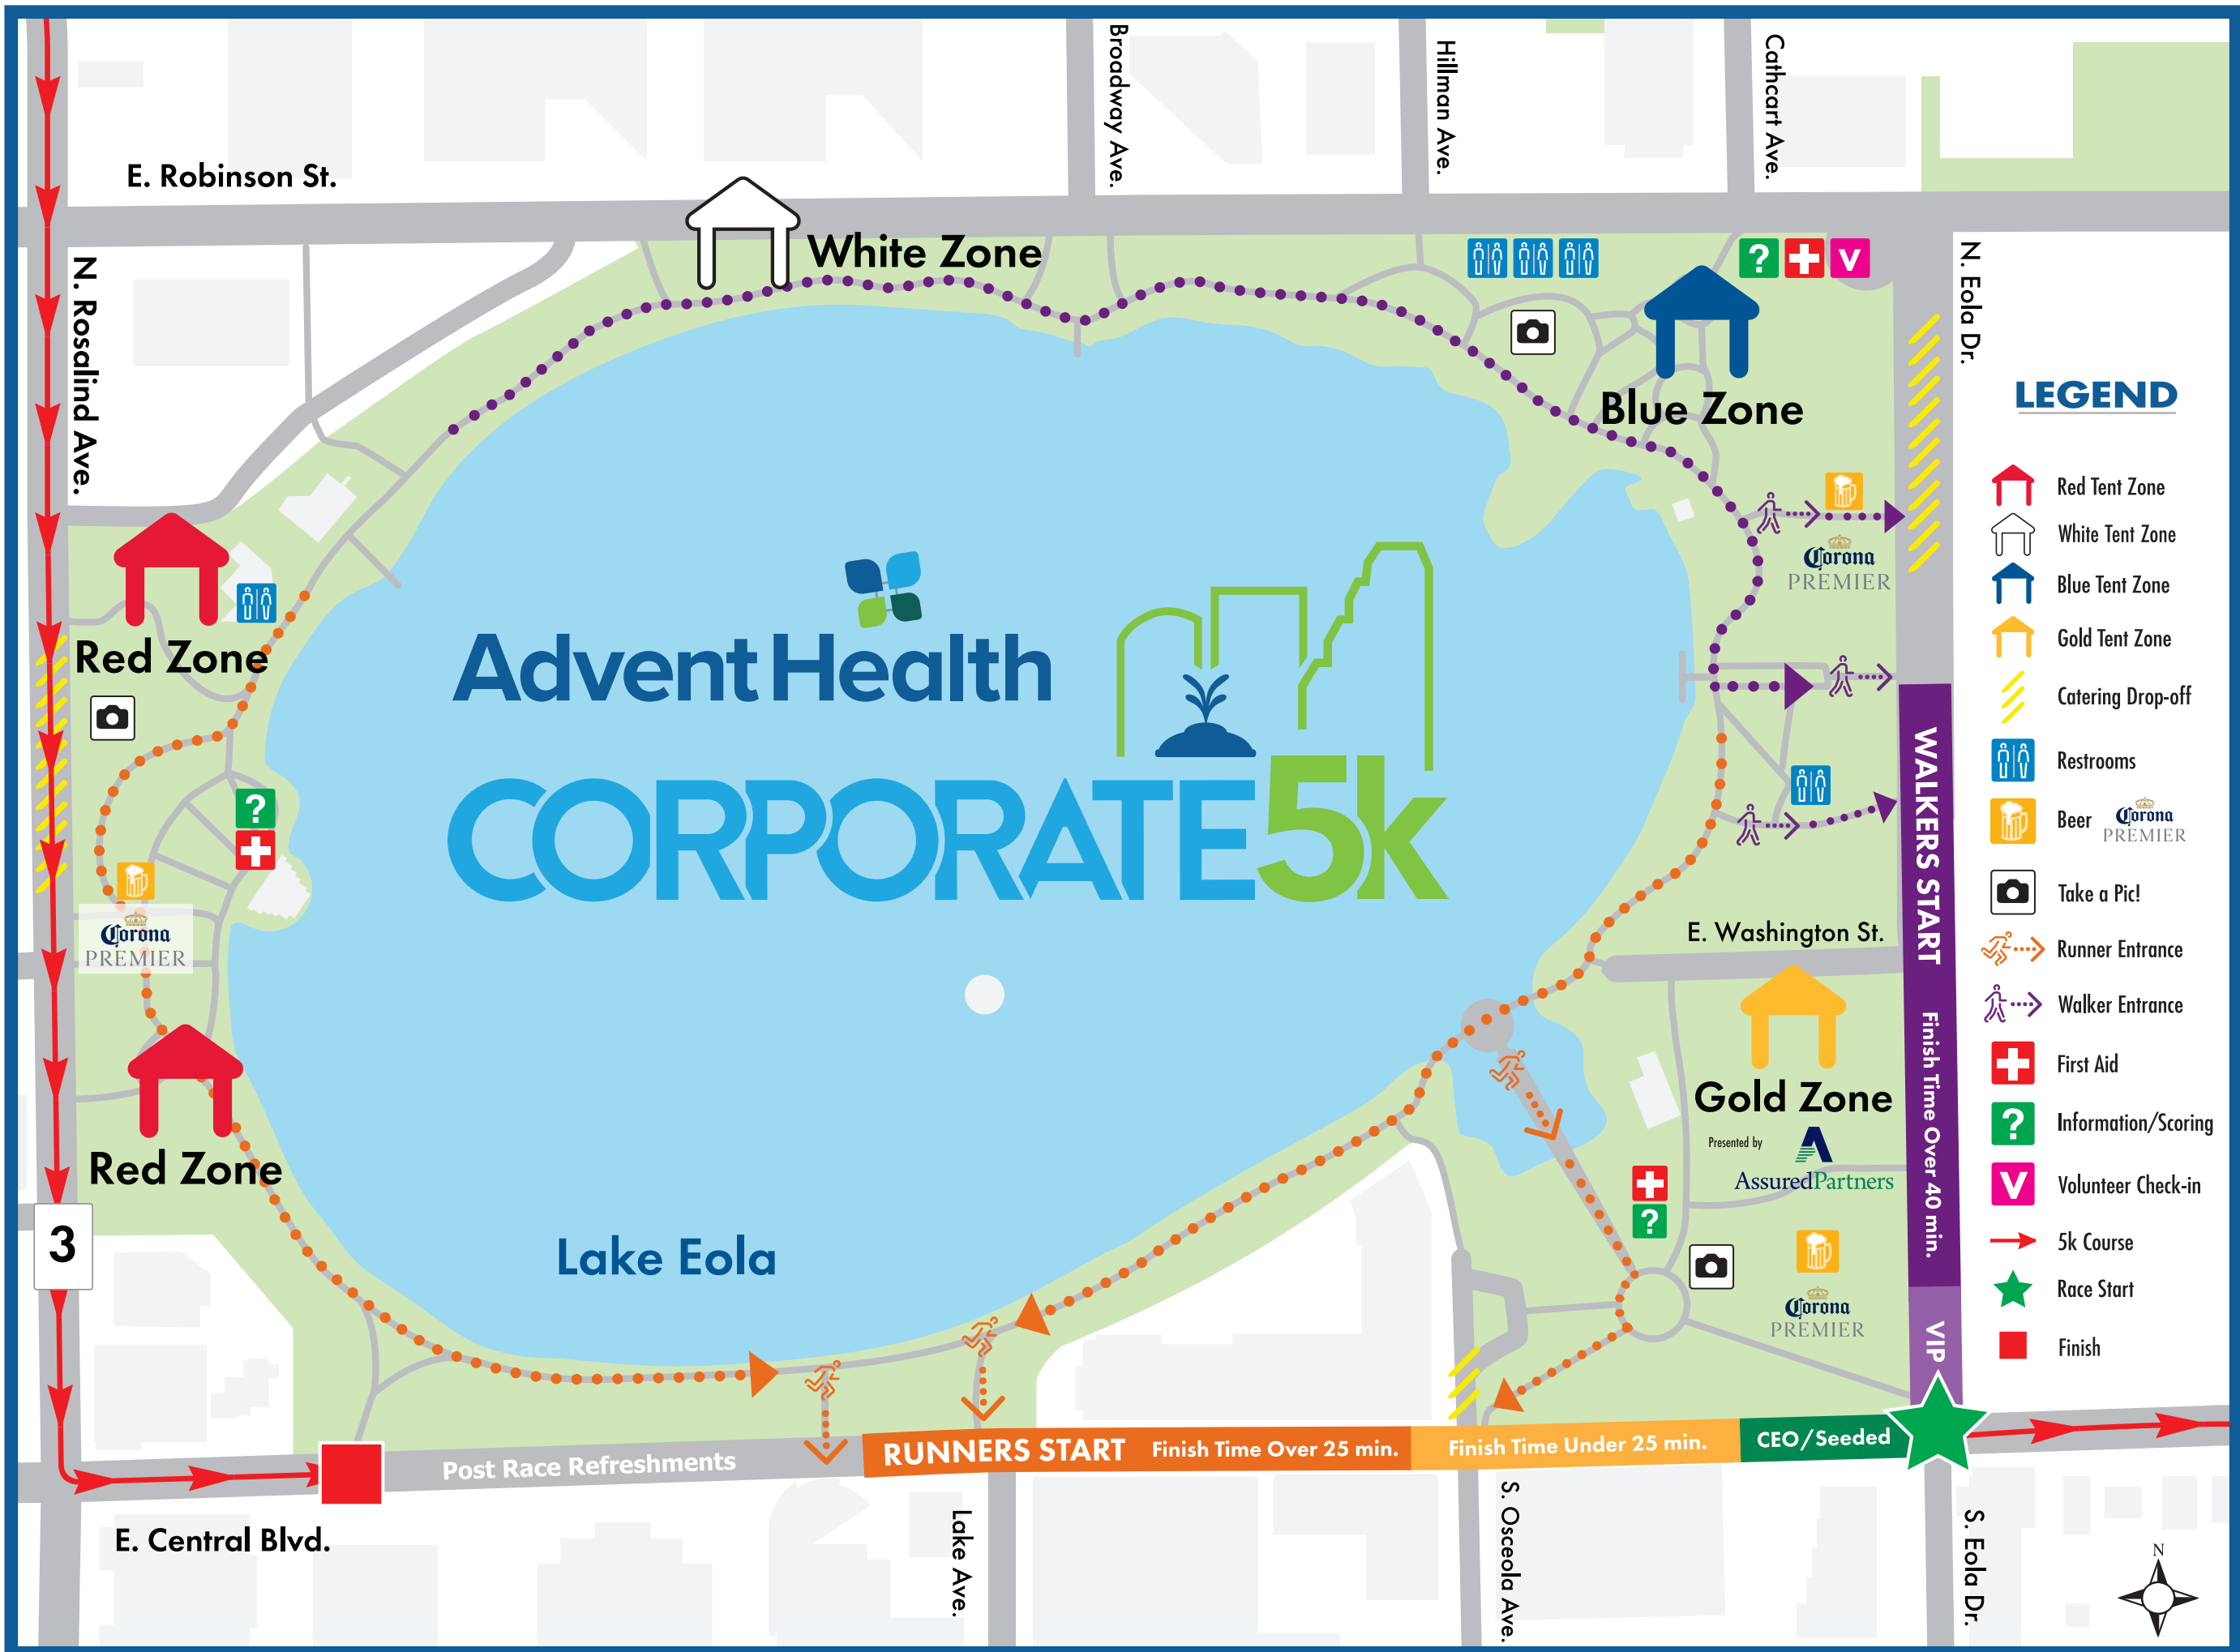 Broadway Ave.
Hillman Ave.
Cathcart Ave.
E. Robinson St.
N. Rosalind Ave.
White Zone
? V
N. Eola Dr.
Blue Zone
LEGEND
Red Tent Zone
White Tent Zone
Blue Tent Zone
Gold Tent Zone
Catering Drop-off
Restrooms
Beer Corona
PREMIER
Take a Pic!
Runner Entrance
Walker Entrance
First Aid
? Information/Scoring
V Volunteer Check-in
5k Course
Race Start
Finish
Corona
PREMIER
Red Zone
?
Corona
PREMIER
Red Zone
3
AdventHealth
CORPORATE 5k
Lake Eola
WALKERS START Finish Time Over 40 min.
VIP
E. Washington St.
Gold Zone
Presented by
AssuredPartners
?
Corona
PREMIER
Post Race Refreshments
RUNNERS START Finish Time Over 25 min.
Finish Time Under 25 min.
CEO/Seeded
E. Central Blvd.
Lake Ave.
S. Osceola Ave.
S. Eola Dr.
N